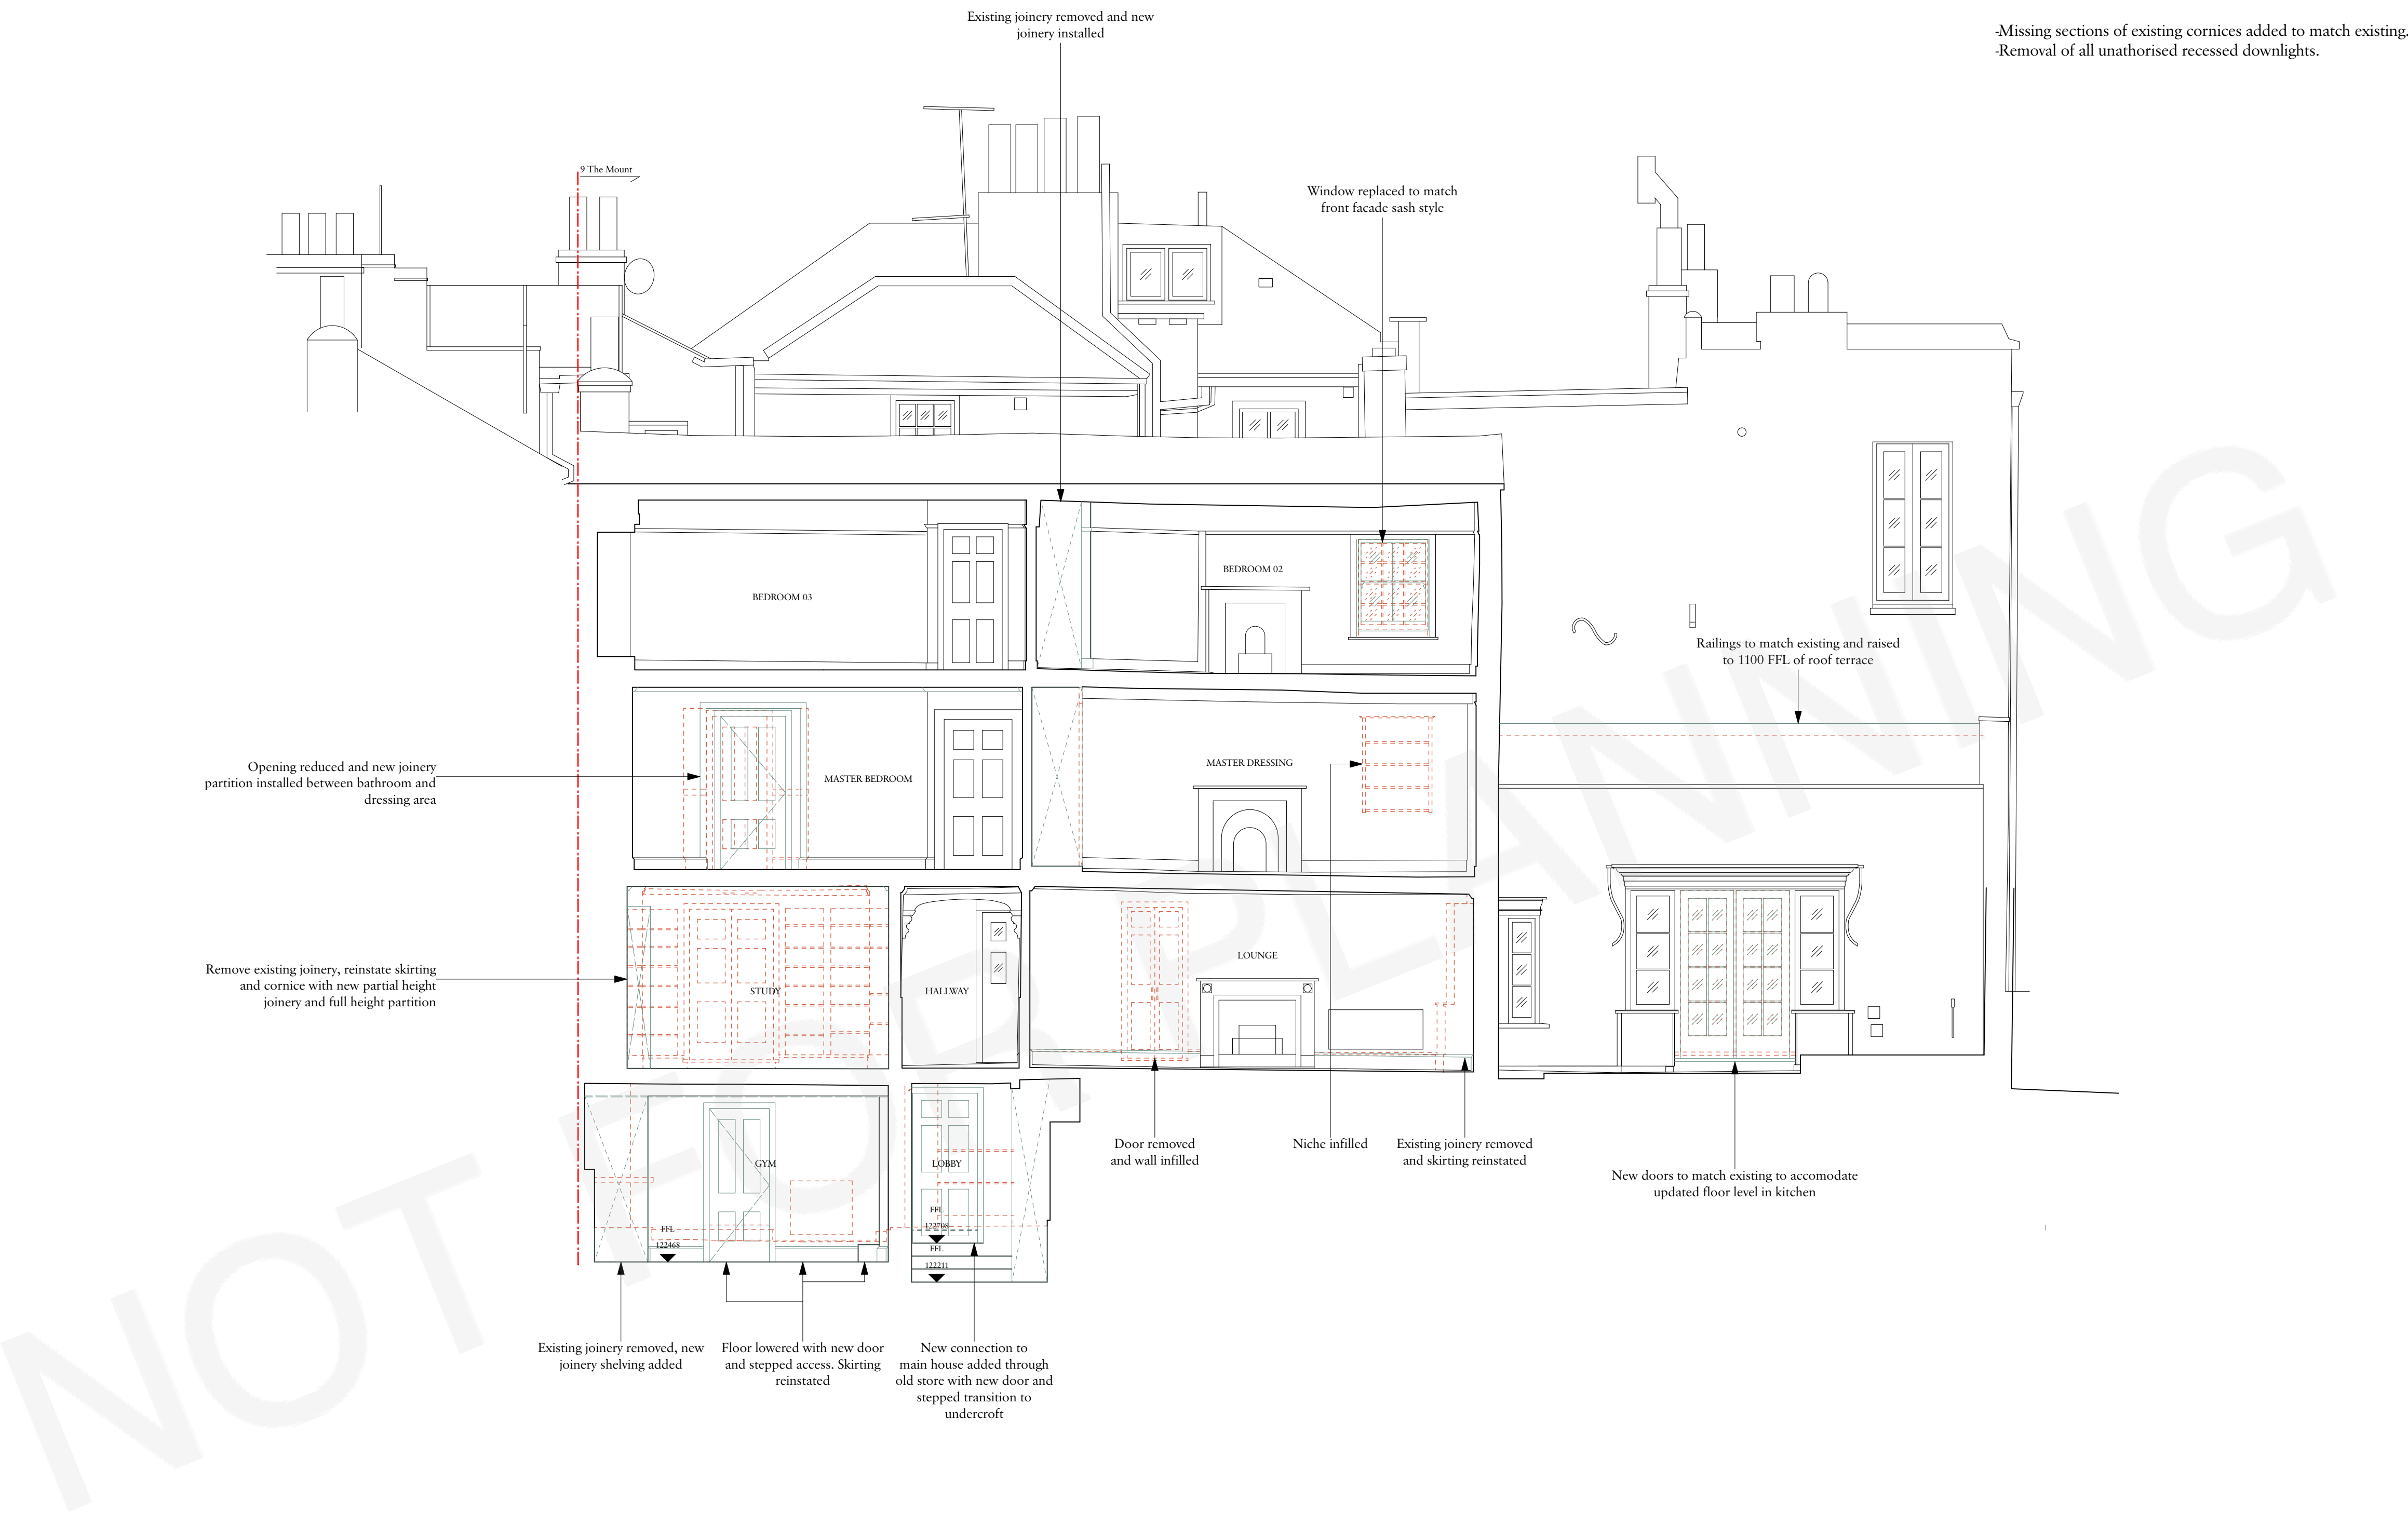 Existing joinery removed and new
joinery installed
-Missing sections of existing cornices added to match existing.
-Removal of all unathorised recessed downlights.
9 The Mount
Window replaced to match
front facade sash style
BEDROOM 03
BEDROOM 02
Railings to match existing and raised
to 1100 FFL of roof terrace
Opening reduced and new joinery
partition installed between bathroom and
dressing area
MASTER BEDROOM
MASTER DRESSING
Remove existing joinery, reinstate skirting
and cornice with new partial height
joinery and full height partition
STUDY
HALLWAY
LOUNGE
GYM
LOBBY
FFL
122468
FFL
122708
FFL
122211
Door removed
and wall infilled
Niche infilled
Existing joinery removed
and skirting reinstated
New doors to match existing to accomodate
updated floor level in kitchen
Existing joinery removed, new
joinery shelving added
Floor lowered with new door
and stepped access. Skirting
reinstated
New connection to
main house added through
old store with new door and
stepped transition to
undercroft
NOT FOR PLANNING